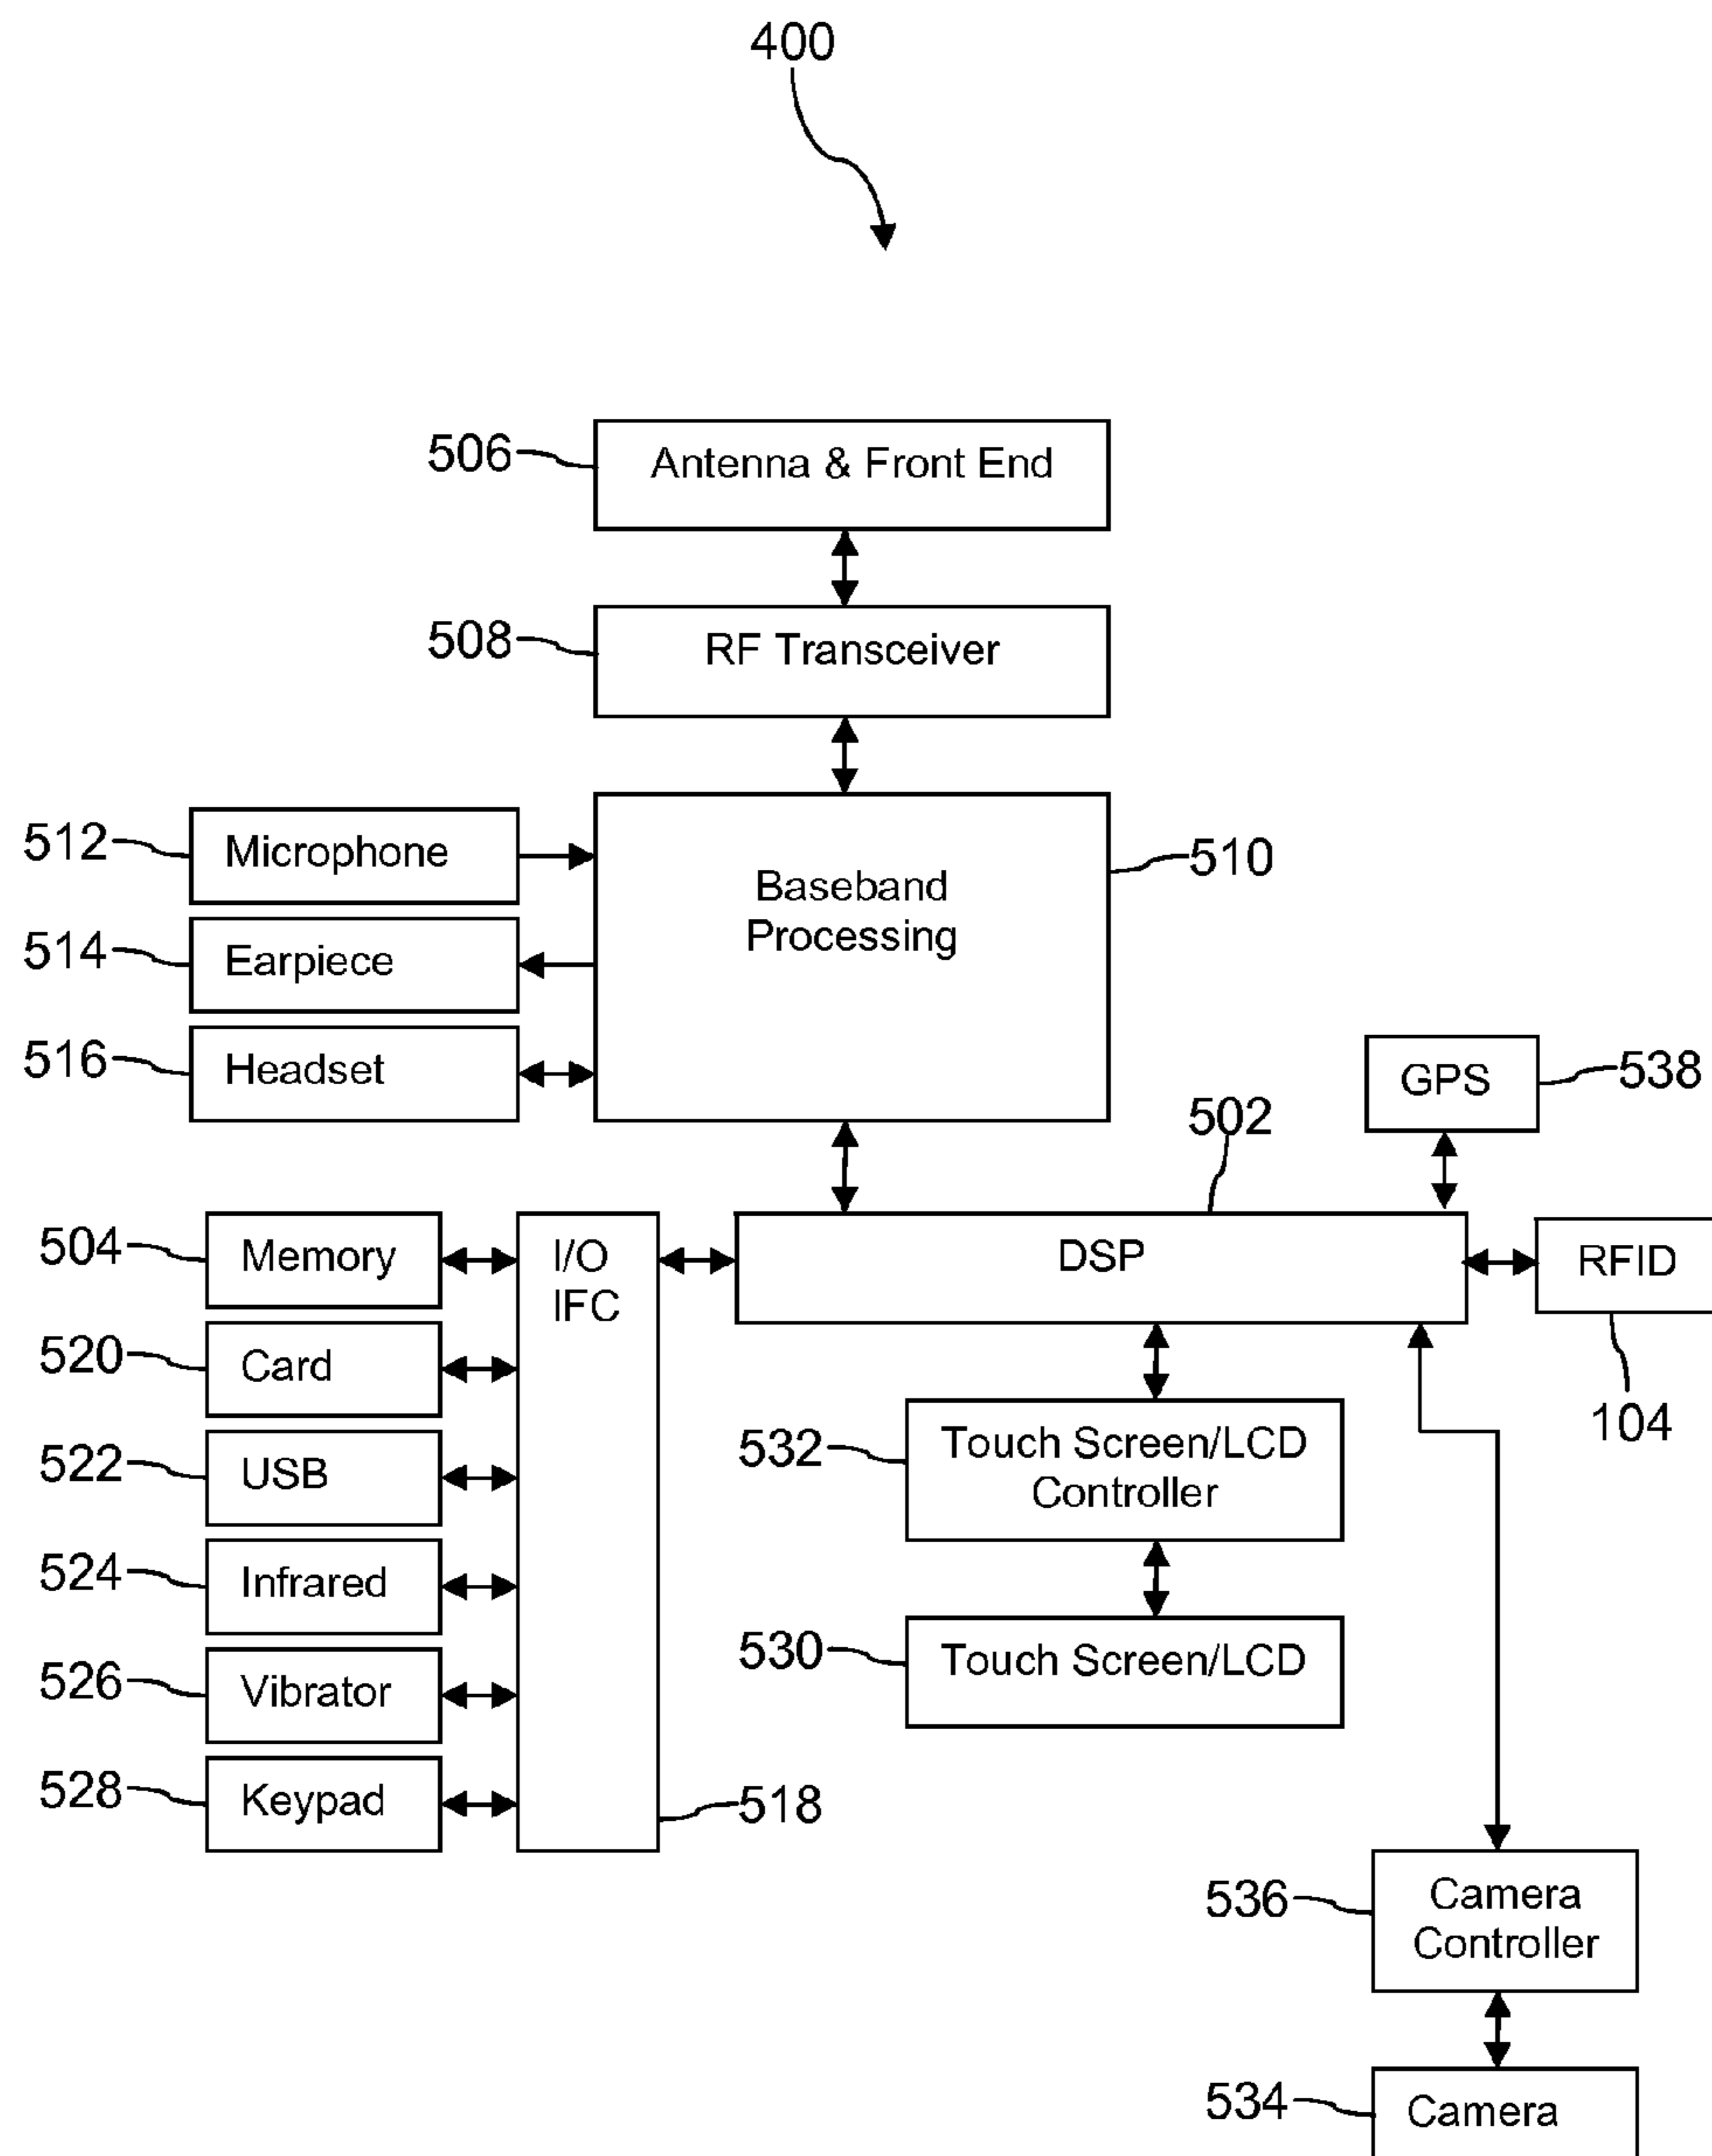 400
506
Antenna & Front End
508
RF Transceiver
512
Microphone
Baseband
Processing
510
514
Earpiece
516
Headset
GPS
538
502
504
Memory
I/O
IFC
DSP
RFID
104
520
Card
522
USB
532
Touch Screen/LCD
Controller
524
Infrared
526
Vibrator
530
Touch Screen/LCD
528
Keypad
518
536
Camera
Controller
534
Camera